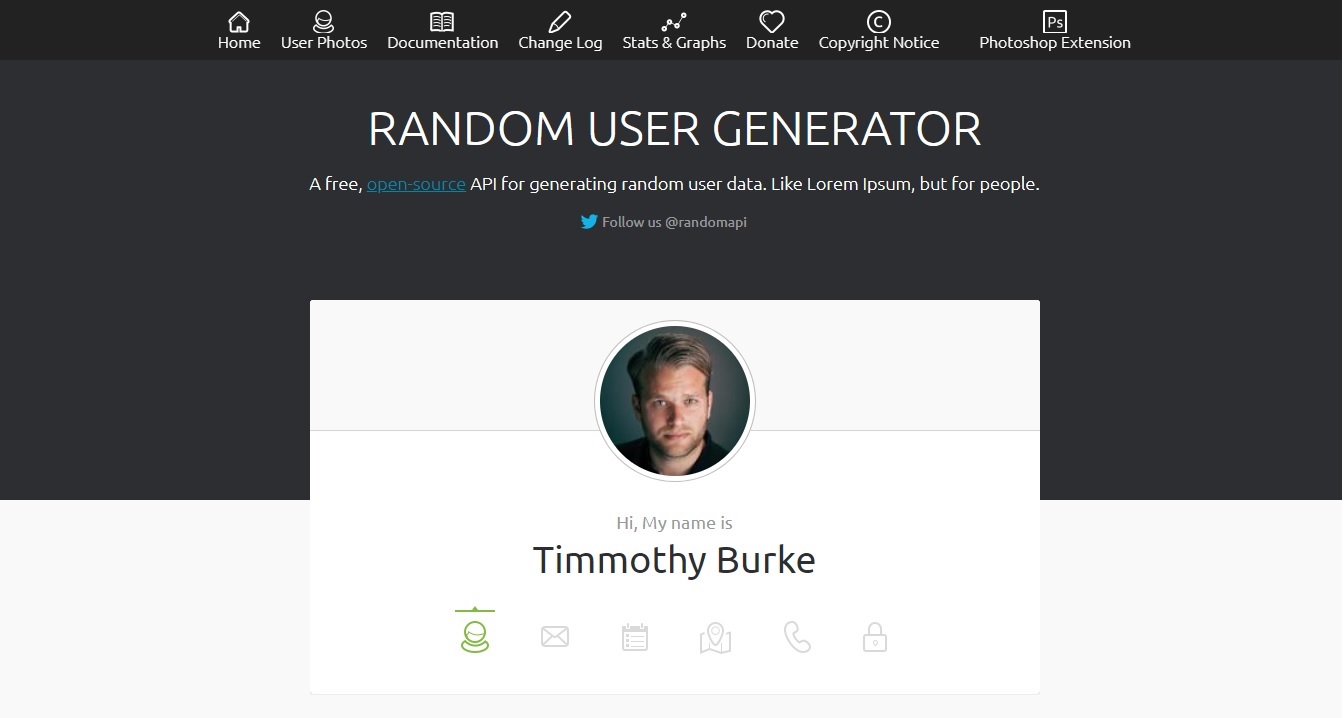 Home User Photos Documentation Change Log Stats & Graphs Donate Copyright Notice Photoshop Extension
RANDOM USER GENERATOR
A free, open-source API for generating random user data. Like Lorem Ipsum, but for people.
Follow us @randomapi
Hi, My name is
Timmothy Burke